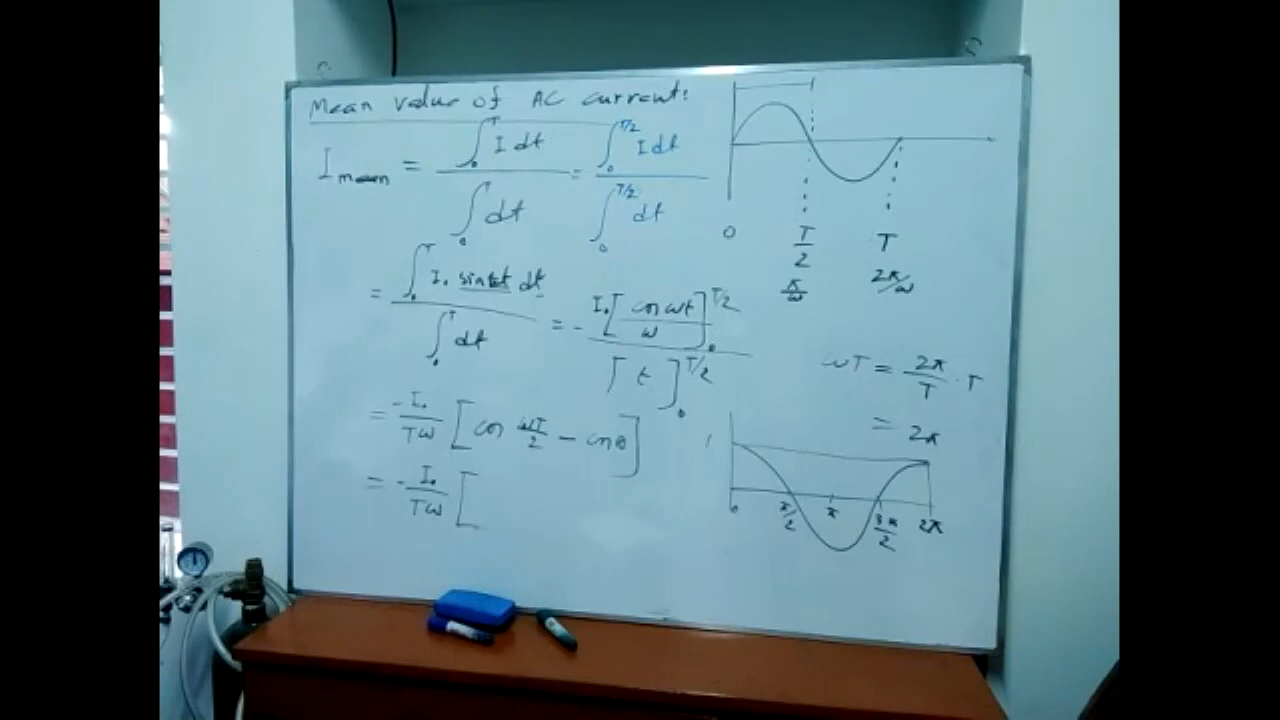 Mean value of AC current:
I mean = ∫₀ᵀ I dt / ∫₀ᵀ dt = ∫₀^T/2 I dt / ∫₀^T/2 dt
= ∫₀ᵀ I₀ sinωt dt / ∫₀ᵀ dt = - I₀ [cos ωt / ω]₀^T/2 / [t]₀^T/2
= -I₀/Tω [cos ωT/2 - cos 0]
= -I₀/Tω [
0 T/2 T
π/ω 2π/ω
ωT = 2π/T · T
= 2π
0 π/2 π 3π/2 2π